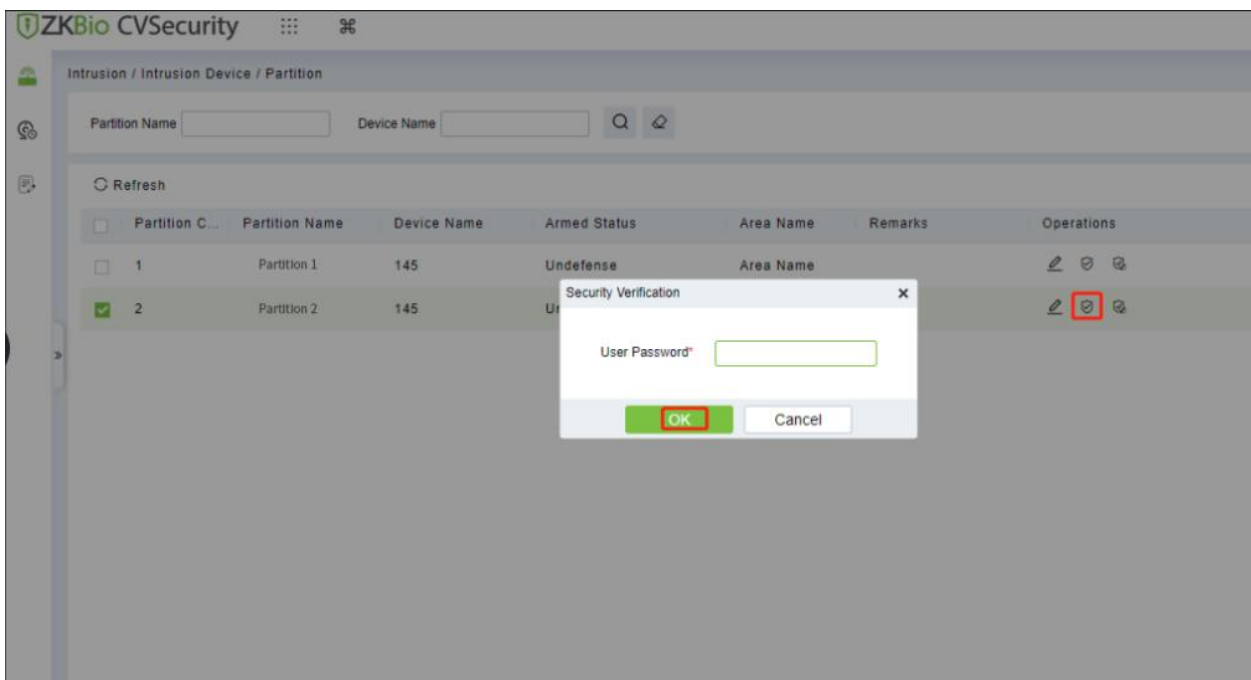 ZKBio CVSecurity
Intrusion / Intrusion Device / Partition
Partition Name Device Name
Refresh
Partition C... Partition Name Device Name Armed Status Area Name Remarks Operations
1 Partition 1 145 Undefense Area Name
2 Partition 2 145 Un
Security Verification
User Password*
OK Cancel